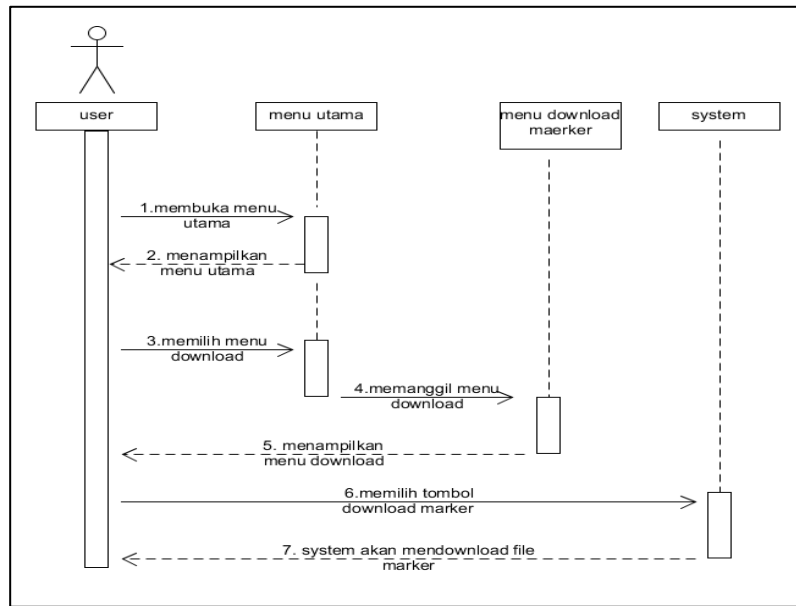 user
menu utama
menu download
maerker
system
1.membuka menu
utama
2. menampilkan
menu utama
3.memilih menu
download
4.memanggil menu
download
5. menampilkan
menu download
6.memilih tombol
download marker
7. system akan mendownload file
marker